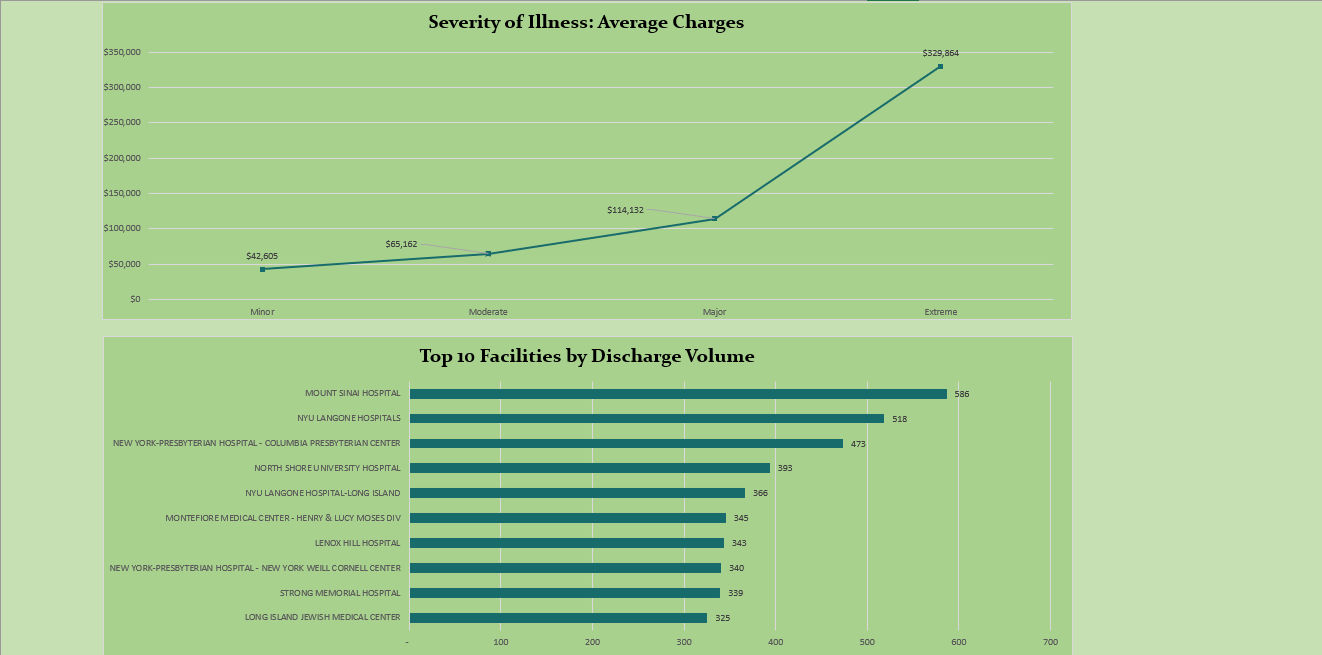 Severity of Illness: Average Charges
$350,000
$329,864
$300,000
$250,000
$200,000
$150,000
$114,132
$100,000
$65,162
$42,605
$50,000
$0
Minor Moderate Major Extreme
Top 10 Facilities by Discharge Volume
MOUNT SINAI HOSPITAL 586
NYU LANGONE HOSPITALS 518
NEW YORK-PRESBYTERIAN HOSPITAL - COLUMBIA PRESBYTERIAN CENTER 473
NORTH SHORE UNIVERSITY HOSPITAL 393
NYU LANGONE HOSPITAL-LONG ISLAND 366
MONTEFIORE MEDICAL CENTER - HENRY & LUCY MOSES DIV 345
LENOX HILL HOSPITAL 343
NEW YORK-PRESBYTERIAN HOSPITAL - NEW YORK WEILL CORNELL CENTER 340
STRONG MEMORIAL HOSPITAL 339
LONG ISLAND JEWISH MEDICAL CENTER 325
- 100 200 300 400 500 600 700